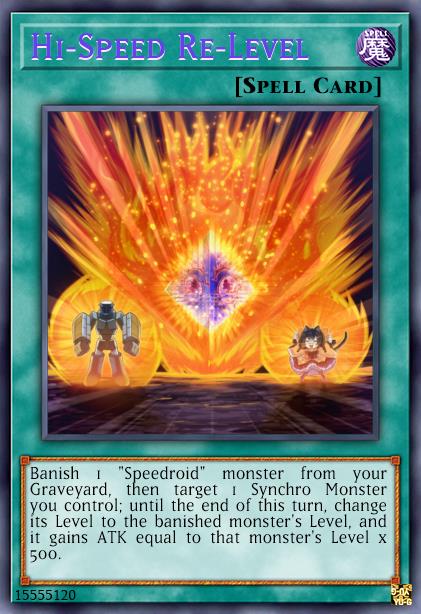 Hi-Speed Re-Level
SPELL
魔
[Spell Card]
Banish 1 "Speedroid" monster from your
Graveyard, then target 1 Synchro Monster
you control; until the end of this turn, change
its Level to the banished monster's Level, and
it gains ATK equal to that monster's Level x
500.
15555120